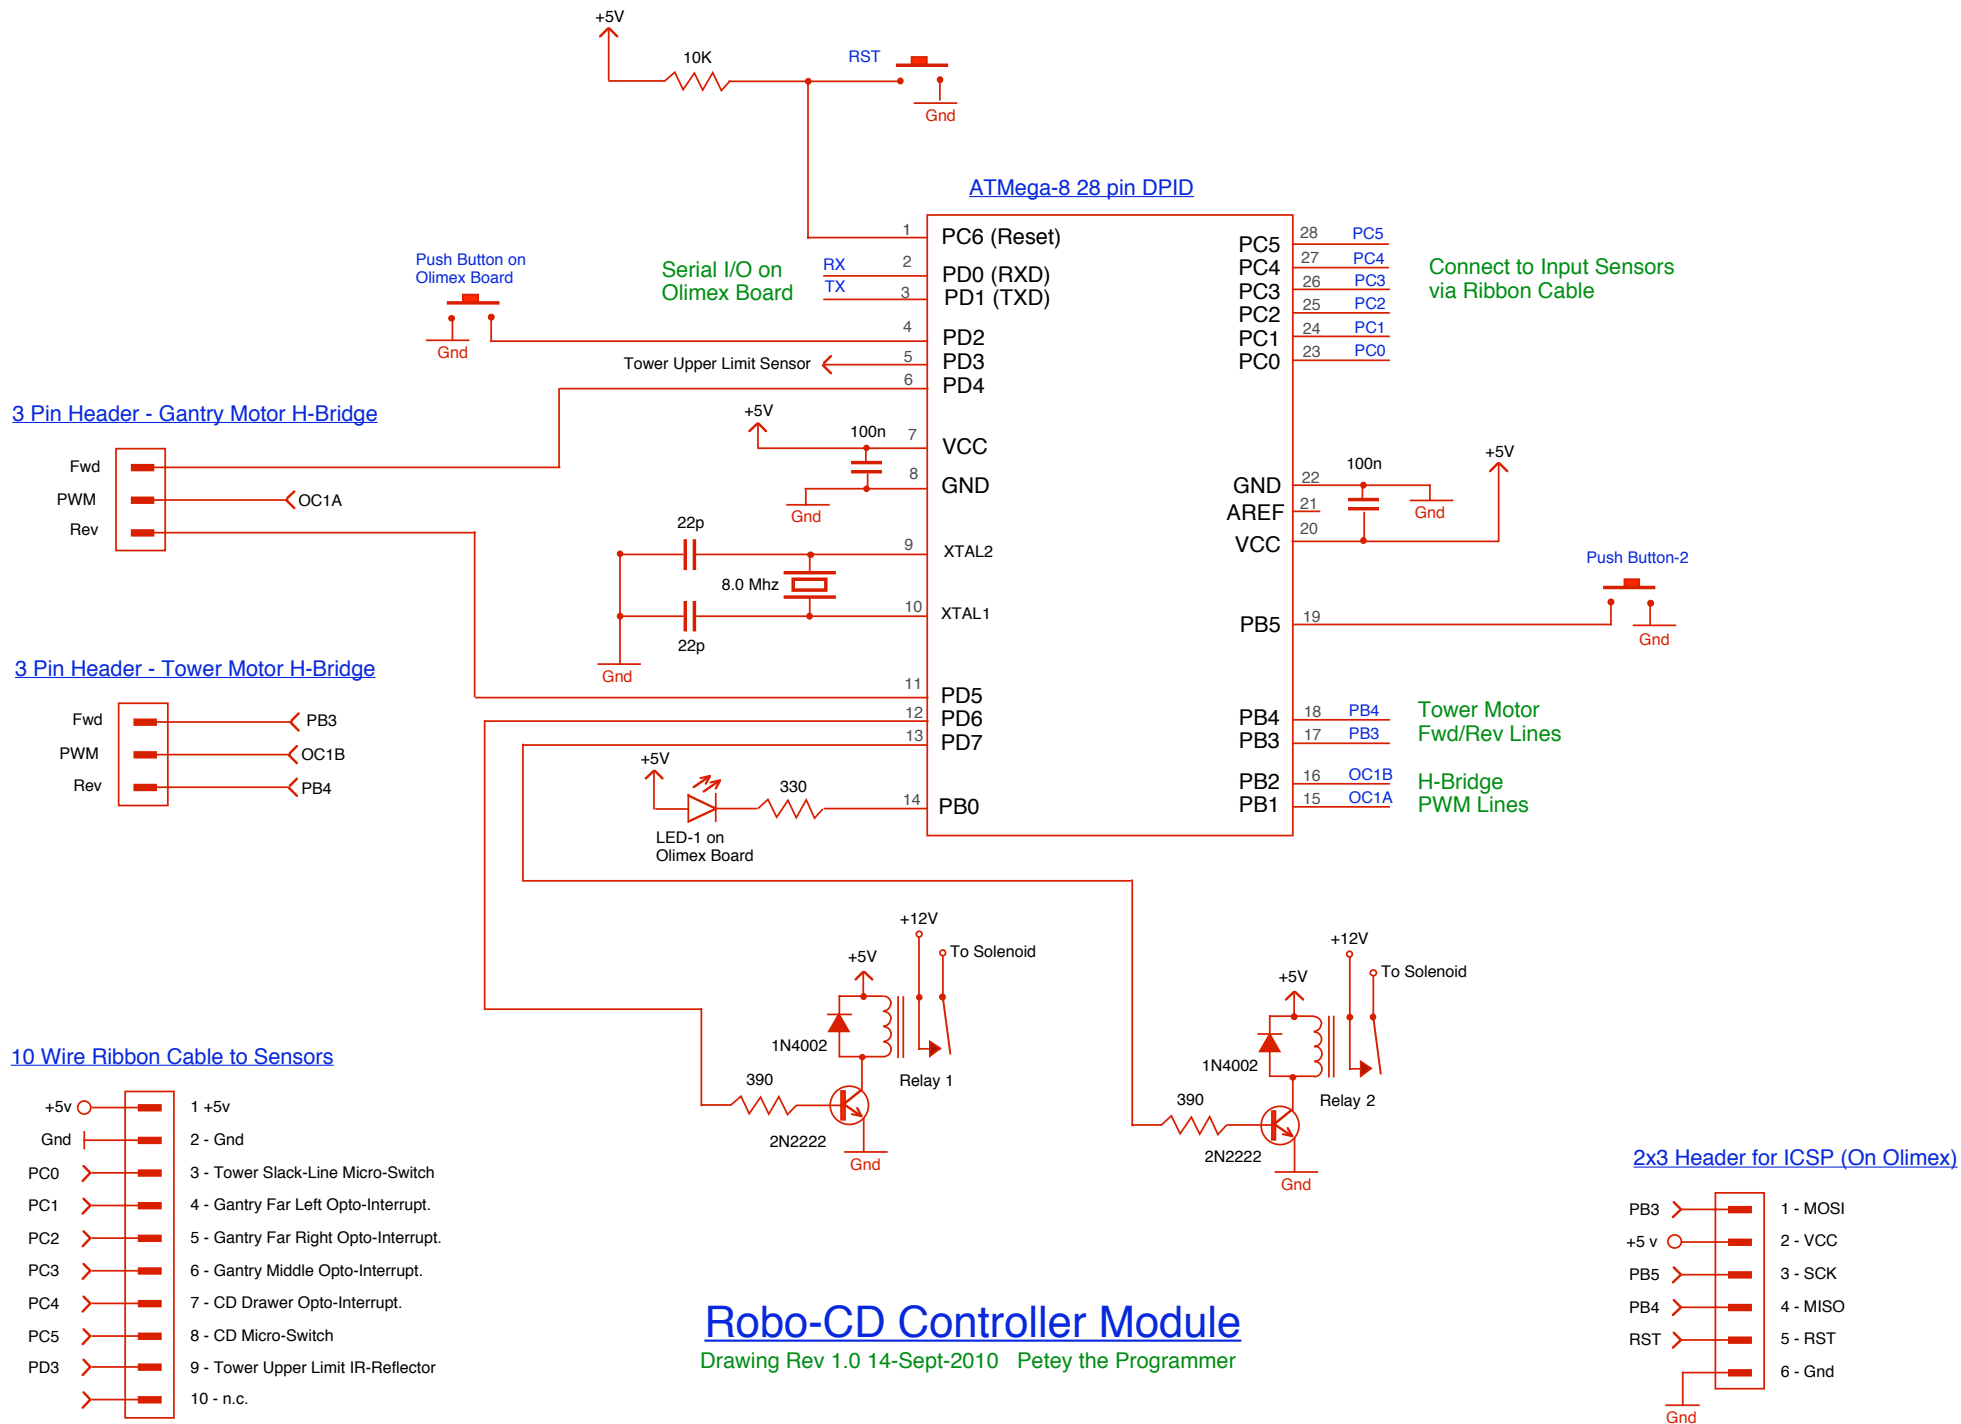 +5V
10K
RST
Gnd
ATMega-8 28 pin DPID
1
PC6 (Reset)
2
PD0 (RXD)
3
PD1 (TXD)
4
PD2
5
PD3
6
PD4
7
VCC
8
GND
9
XTAL2
10
XTAL1
11
PD5
12
PD6
13
PD7
14
PB0
PC5
28
PC5
PC4
27
PC4
PC3
26
PC3
PC2
25
PC2
PC1
24
PC1
PC0
23
PC0
GND
22
AREF
21
VCC
20
PB5
19
PB4
18
PB4
PB3
17
PB3
PB2
16
OC1B
PB1
15
OC1A
Connect to Input Sensors
via Ribbon Cable
100n
Gnd
+5V
Push Button-2
Gnd
Tower Motor
Fwd/Rev Lines
H-Bridge
PWM Lines
Push Button on
Olimex Board
Gnd
Serial I/O on
Olimex Board
RX
TX
Tower Upper Limit Sensor
+5V
100n
Gnd
22p
8.0 Mhz
22p
Gnd
+5V
330
LED-1 on
Olimex Board
3 Pin Header - Gantry Motor H-Bridge
Fwd
PWM
OC1A
Rev
3 Pin Header - Tower Motor H-Bridge
Fwd
PB3
PWM
OC1B
Rev
PB4
+12V
To Solenoid
+5V
1N4002
Relay 1
390
2N2222
Gnd
+12V
To Solenoid
+5V
1N4002
Relay 2
390
2N2222
Gnd
10 Wire Ribbon Cable to Sensors
+5v
1 +5v
Gnd
2 - Gnd
PC0
3 - Tower Slack-Line Micro-Switch
PC1
4 - Gantry Far Left Opto-Interrupt.
PC2
5 - Gantry Far Right Opto-Interrupt.
PC3
6 - Gantry Middle Opto-Interrupt.
PC4
7 - CD Drawer Opto-Interrupt.
PC5
8 - CD Micro-Switch
PD3
9 - Tower Upper Limit IR-Reflector
10 - n.c.
2x3 Header for ICSP (On Olimex)
PB3
1 - MOSI
+5 v
2 - VCC
PB5
3 - SCK
PB4
4 - MISO
RST
5 - RST
6 - Gnd
Gnd
Robo-CD Controller Module
Drawing Rev 1.0 14-Sept-2010 Petey the Programmer